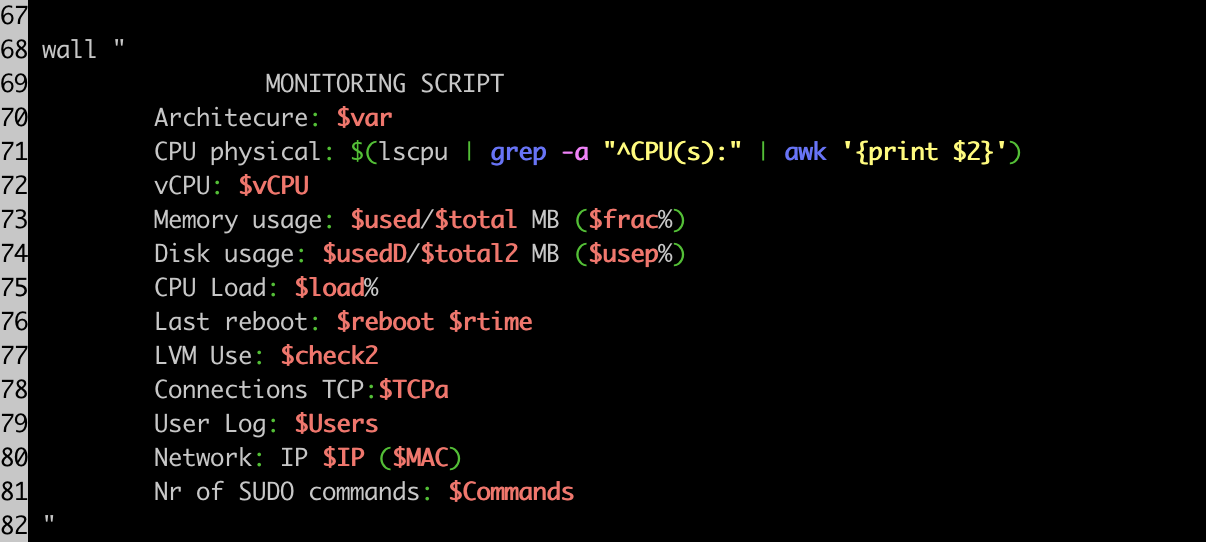 67
68 wall "
69 MONITORING SCRIPT
70 Architecure: $var
71 CPU physical: $(lscpu | grep -a "^CPU(s):" | awk '{print $2}')
72 vCPU: $vCPU
73 Memory usage: $used/$total MB ($frac%)
74 Disk usage: $usedD/$total2 MB ($usep%)
75 CPU Load: $load%
76 Last reboot: $reboot $rtime
77 LVM Use: $check2
78 Connections TCP:$TCPa
79 User Log: $Users
80 Network: IP $IP ($MAC)
81 Nr of SUDO commands: $Commands
82 "